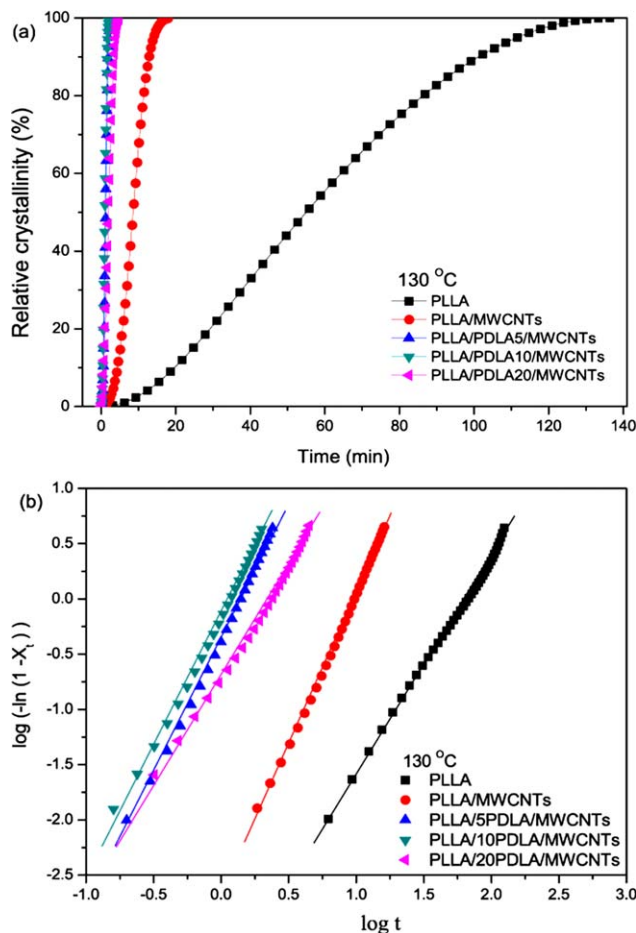 (a)
100
80
60
40
20
0
Relative crystallinity (%)
130 °C
PLLA
PLLA/MWCNTs
PLLA/PDLA5/MWCNTs
PLLA/PDLA10/MWCNTs
PLLA/PDLA20/MWCNTs
0 20 40 60 80 100 120 140
Time (min)
(b)
1.0
0.5
0.0
-0.5
-1.0
-1.5
-2.0
-2.5
log (-ln (1 -Xt ))
130 °C
PLLA
PLLA/MWCNTs
PLLA/5PDLA/MWCNTs
PLLA/10PDLA/MWCNTs
PLLA/20PDLA/MWCNTs
-1.0 -0.5 0.0 0.5 1.0 1.5 2.0 2.5 3.0
log t